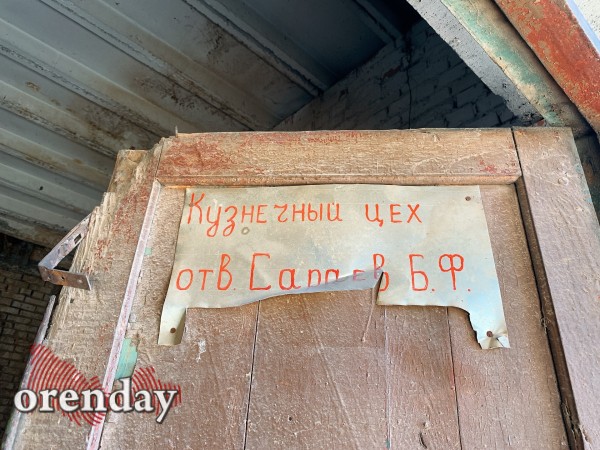 Кузнечный цех
отв. Сараев Б.Ф.
orenday